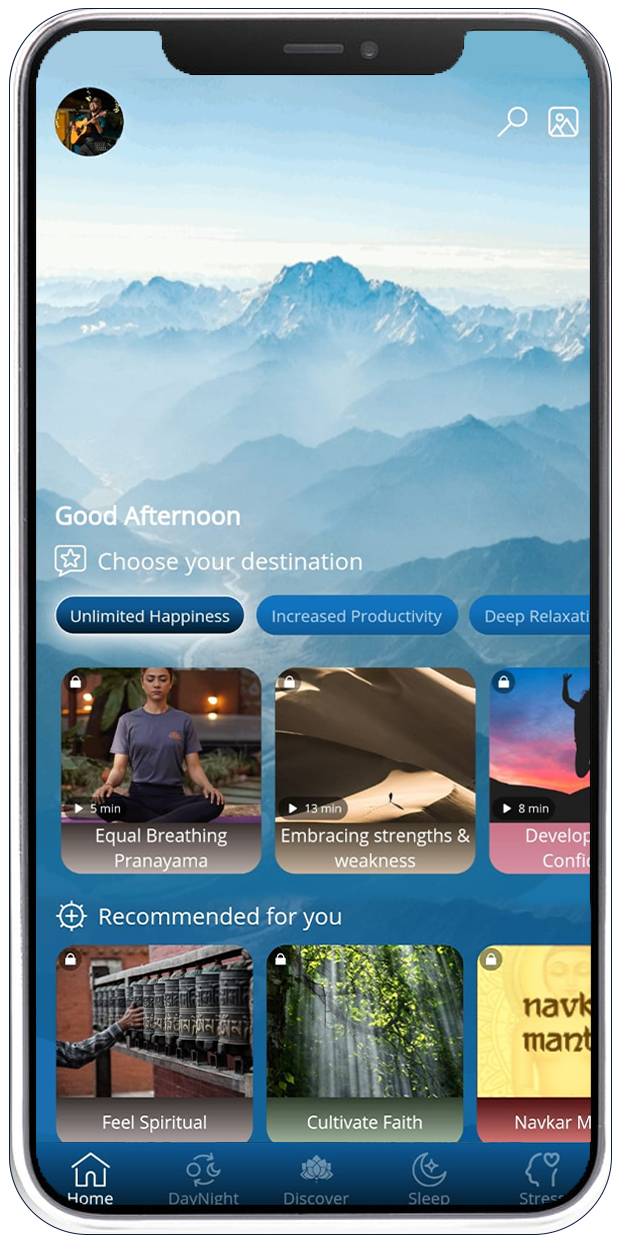 Good Afternoon
Choose your destination
Unlimited Happiness
Increased Productivity
Deep Relaxati
5 min
13 min
8 min
Equal Breathing
Pranayama
Embracing strengths &
weakness
Develop
Confi
Recommended for you
navk
mant
Feel Spiritual
Cultivate Faith
Navkar M
Home
DayNight
Discover
Sleep
Stress